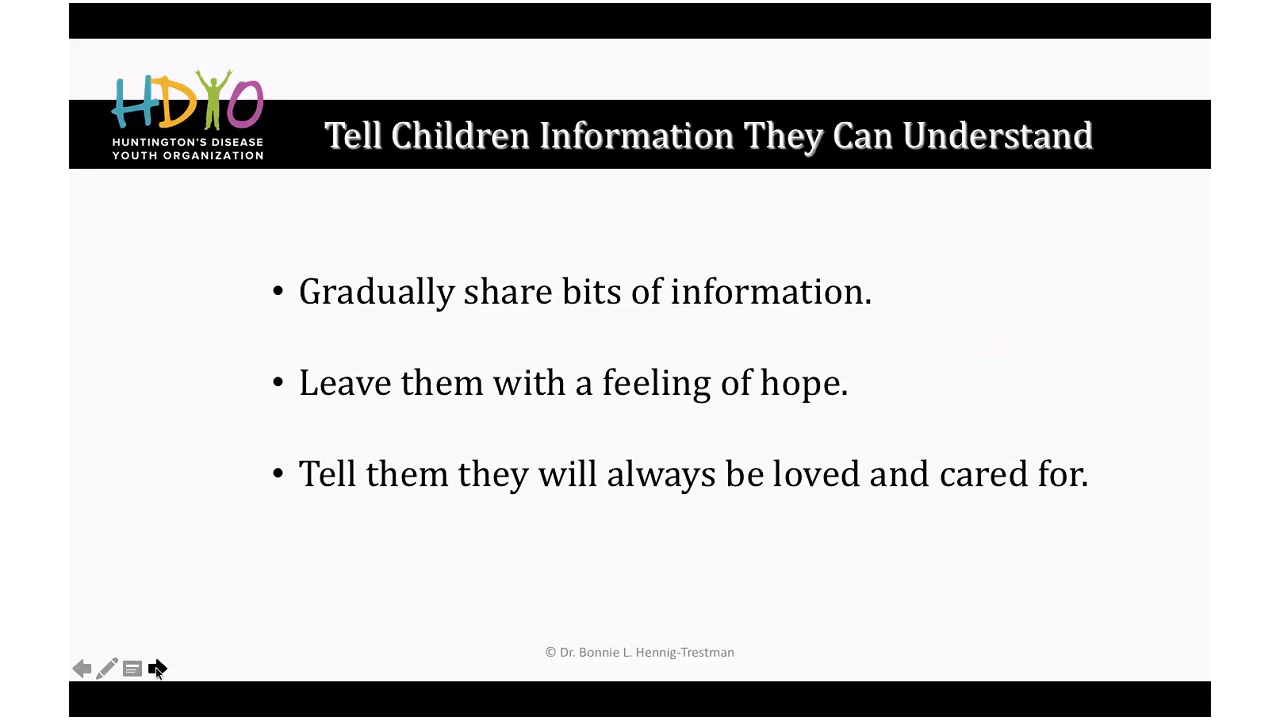 HDYO
HUNTINGTON'S DISEASE
YOUTH ORGANIZATION
Tell Children Information They Can Understand
• Gradually share bits of information.
• Leave them with a feeling of hope.
• Tell them they will always be loved and cared for.
© Dr. Bonnie L. Hennig-Trestman